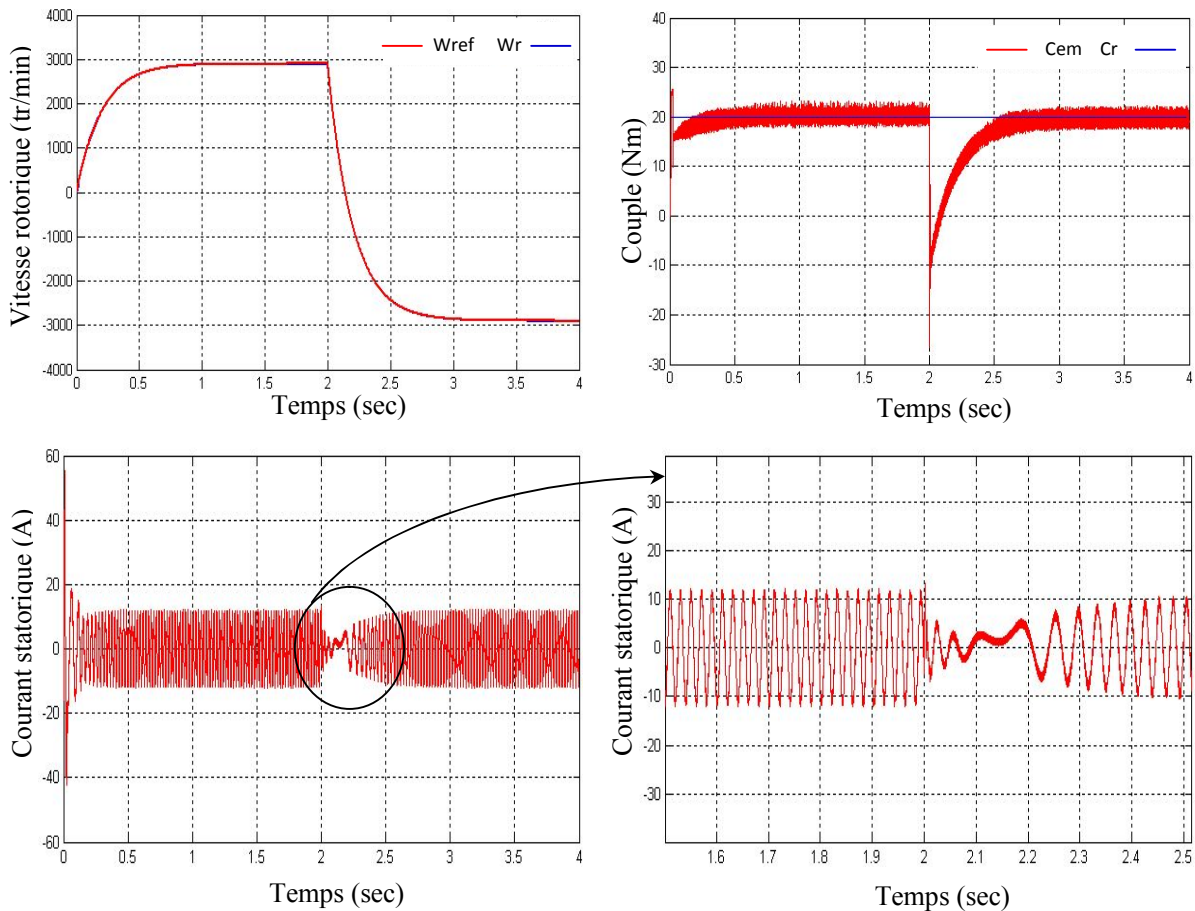 Vitesse rotorique (tr/min)
4000
3000
2000
1000
0
-1000
-2000
-3000
-4000
Wref Wr
0 0.5 1 1.5 2 2.5 3 3.5 4
Temps (sec)
Couple (Nm)
40
30
20
10
0
-10
-20
-30
Cem Cr
0 0.5 1 1.5 2 2.5 3 3.5 4
Temps (sec)
Courant statorique (A)
60
40
20
0
-20
-40
-60
0 0.5 1 1.5 2 2.5 3 3.5 4
Temps (sec)
Courant statorique (A)
30
20
10
0
-10
-20
-30
1.6 1.7 1.8 1.9 2 2.1 2.2 2.3 2.4 2.5
Temps (sec)